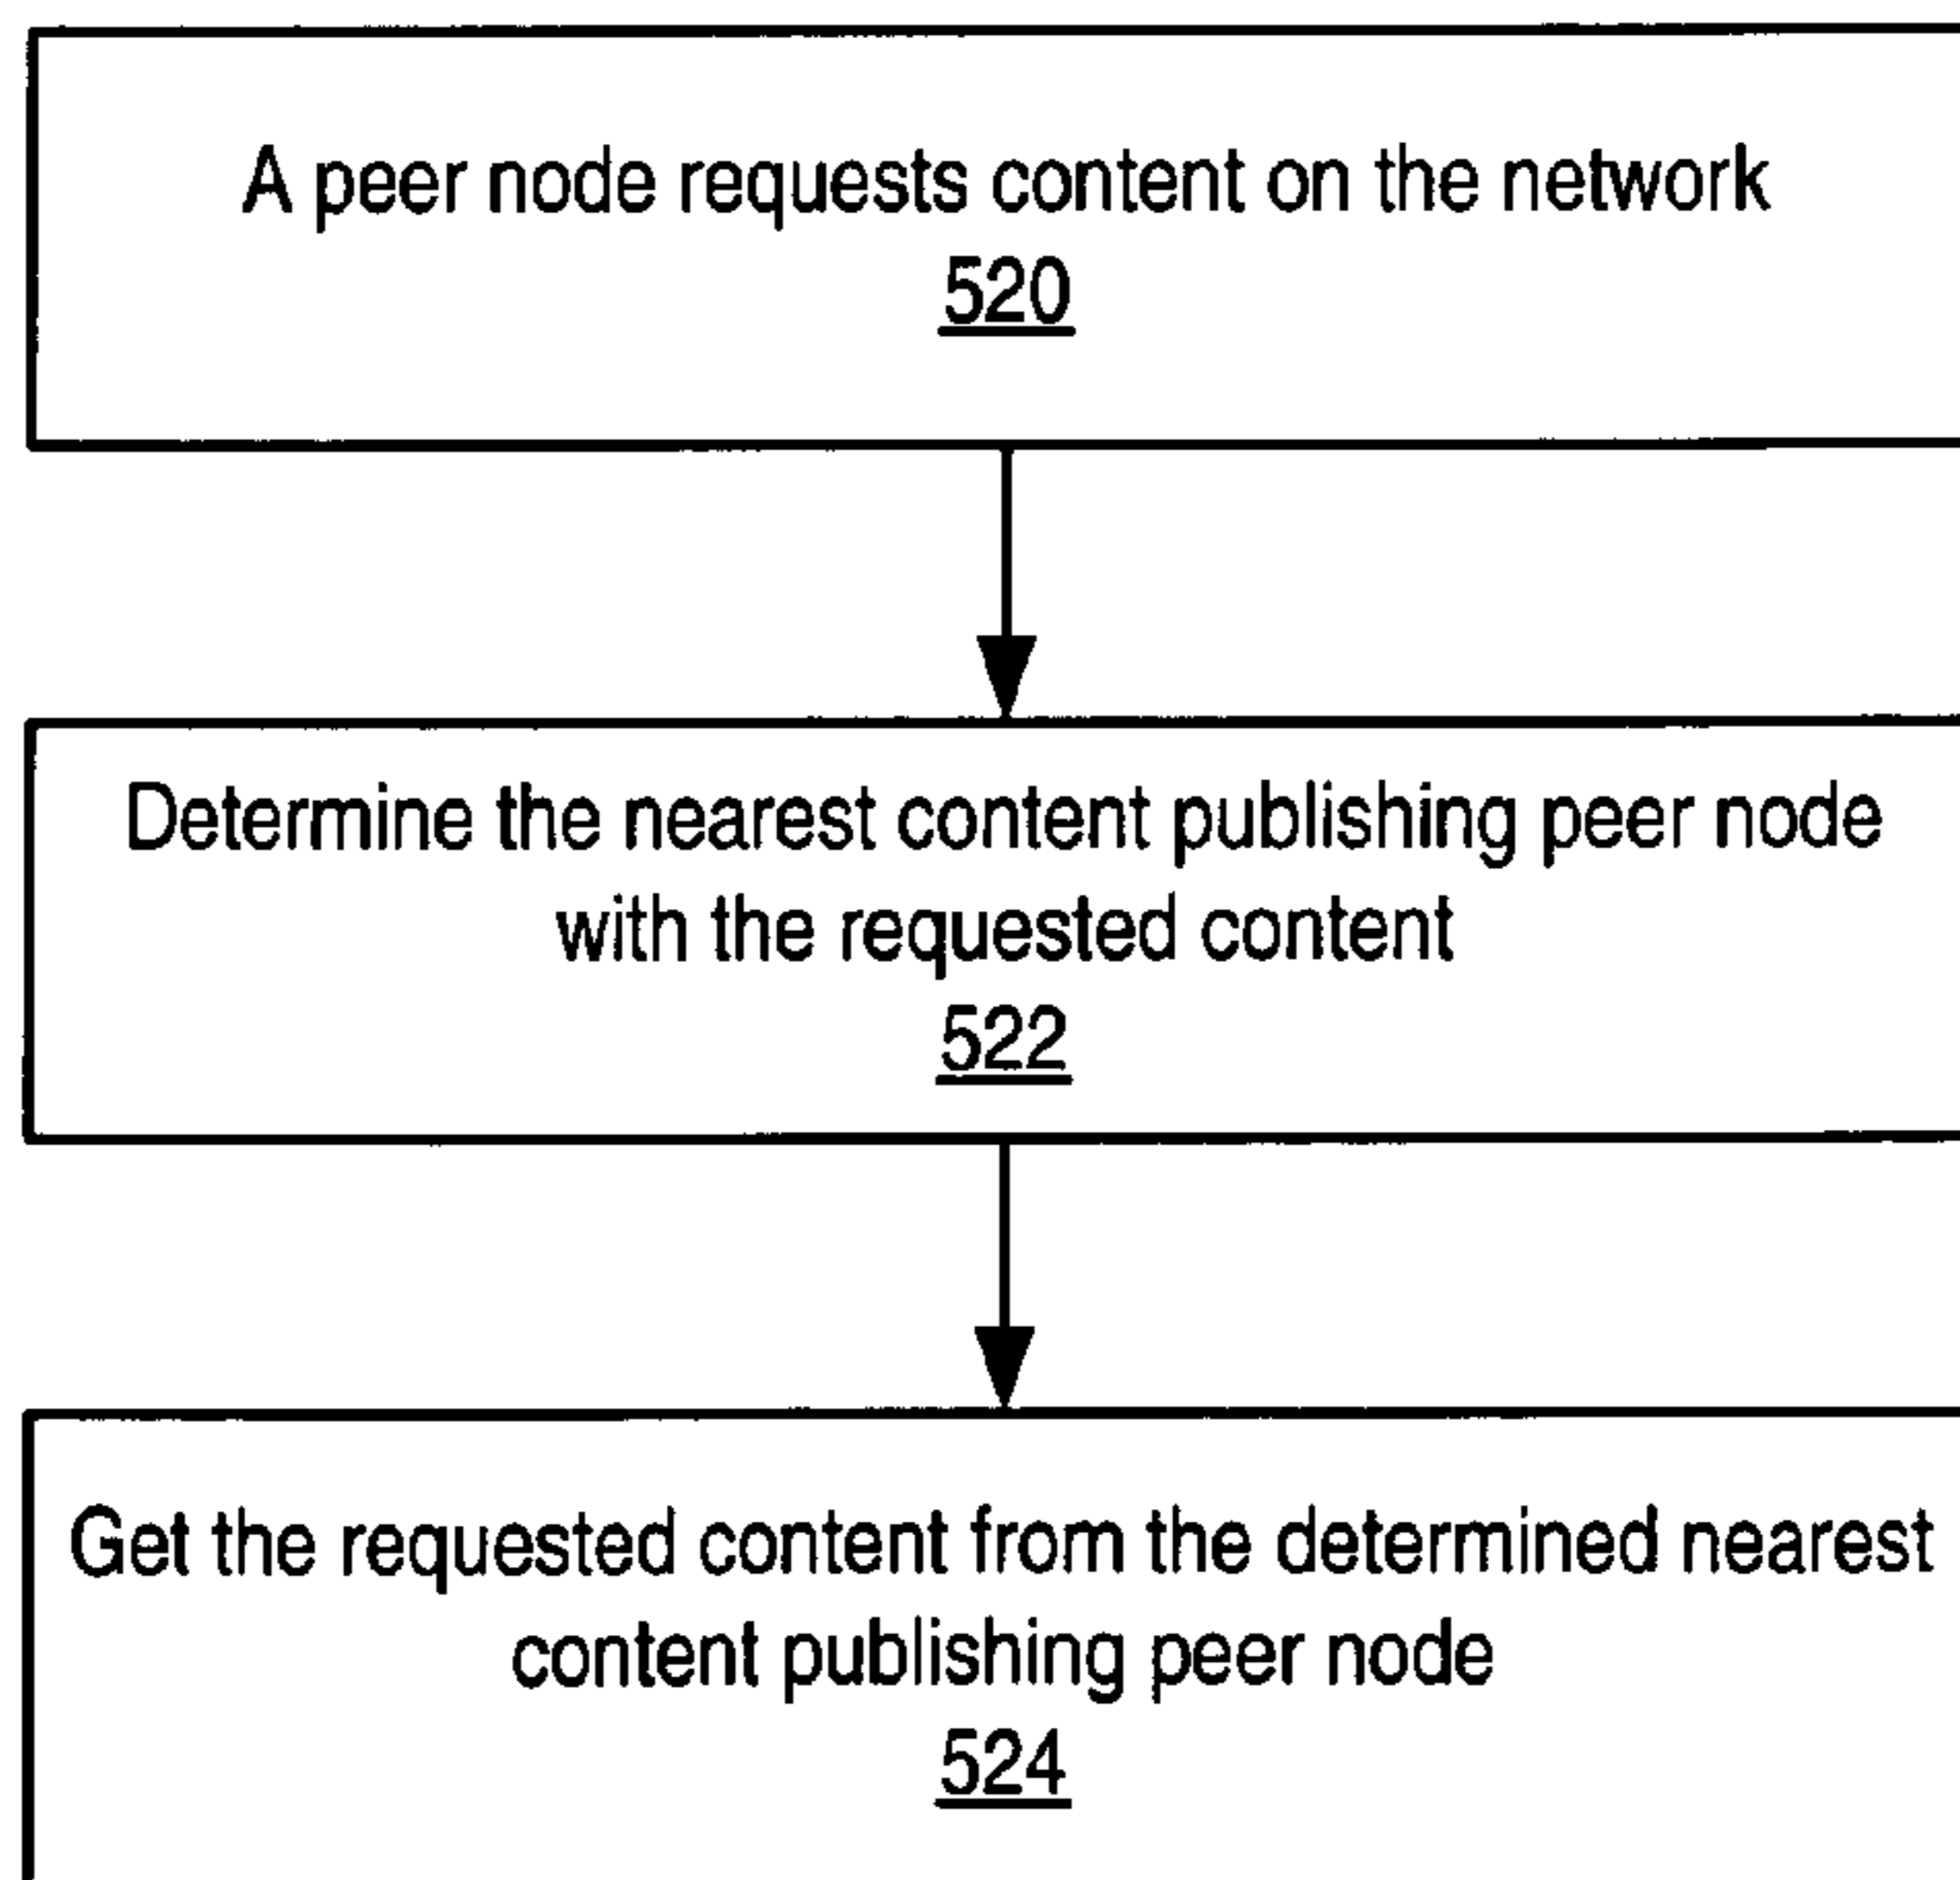 A peer node requests content on the network
520
Determine the nearest content publishing peer node
with the requested content
522
Get the requested content from the determined nearest
content publishing peer node
524